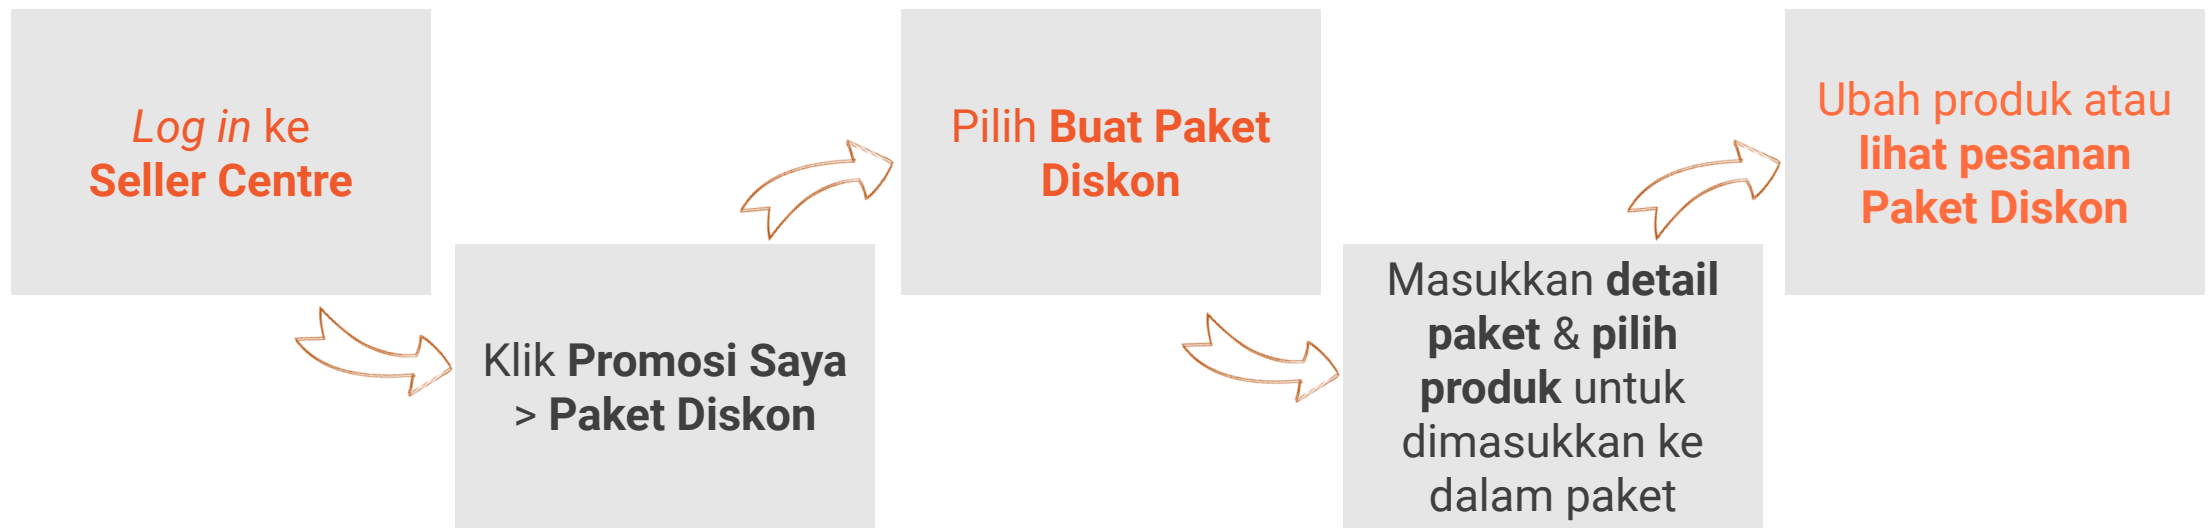 Log in ke
Seller Centre
Klik Promosi Saya
> Paket Diskon
Pilih Buat Paket
Diskon
Masukkan detail
paket & pilih
produk untuk
dimasukkan ke
dalam paket
Ubah produk atau
lihat pesanan
Paket Diskon